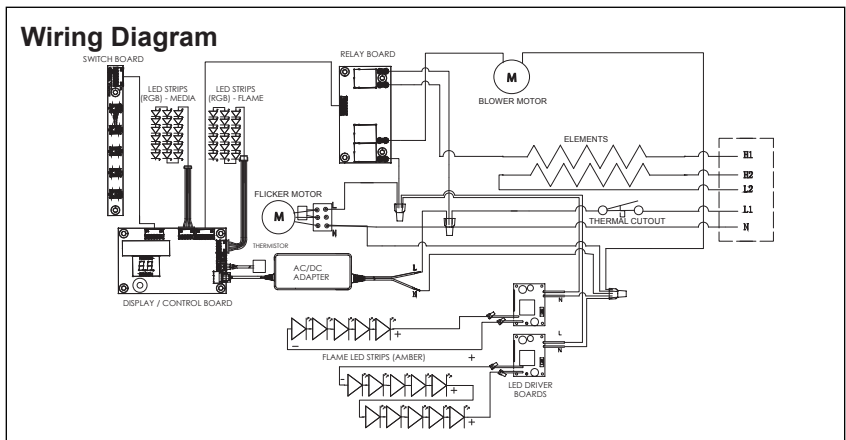 Wiring Diagram
SWITCH BOARD
LED STRIPS
(RGB) - MEDIA
LED STRIPS
(RGB) - FLAME
RELAY BOARD
M
BLOWER MOTOR
ELEMENTS
H1
H2
L2
L1
N
THERMAL CUTOUT
FLICKER MOTOR
M
L
N
THERMISTOR
AC/DC
ADAPTER
L
N
DISPLAY / CONTROL BOARD
N
L
N
- +
FLAME LED STRIPS (AMBER) +
- +
+
LED DRIVER
BOARDS